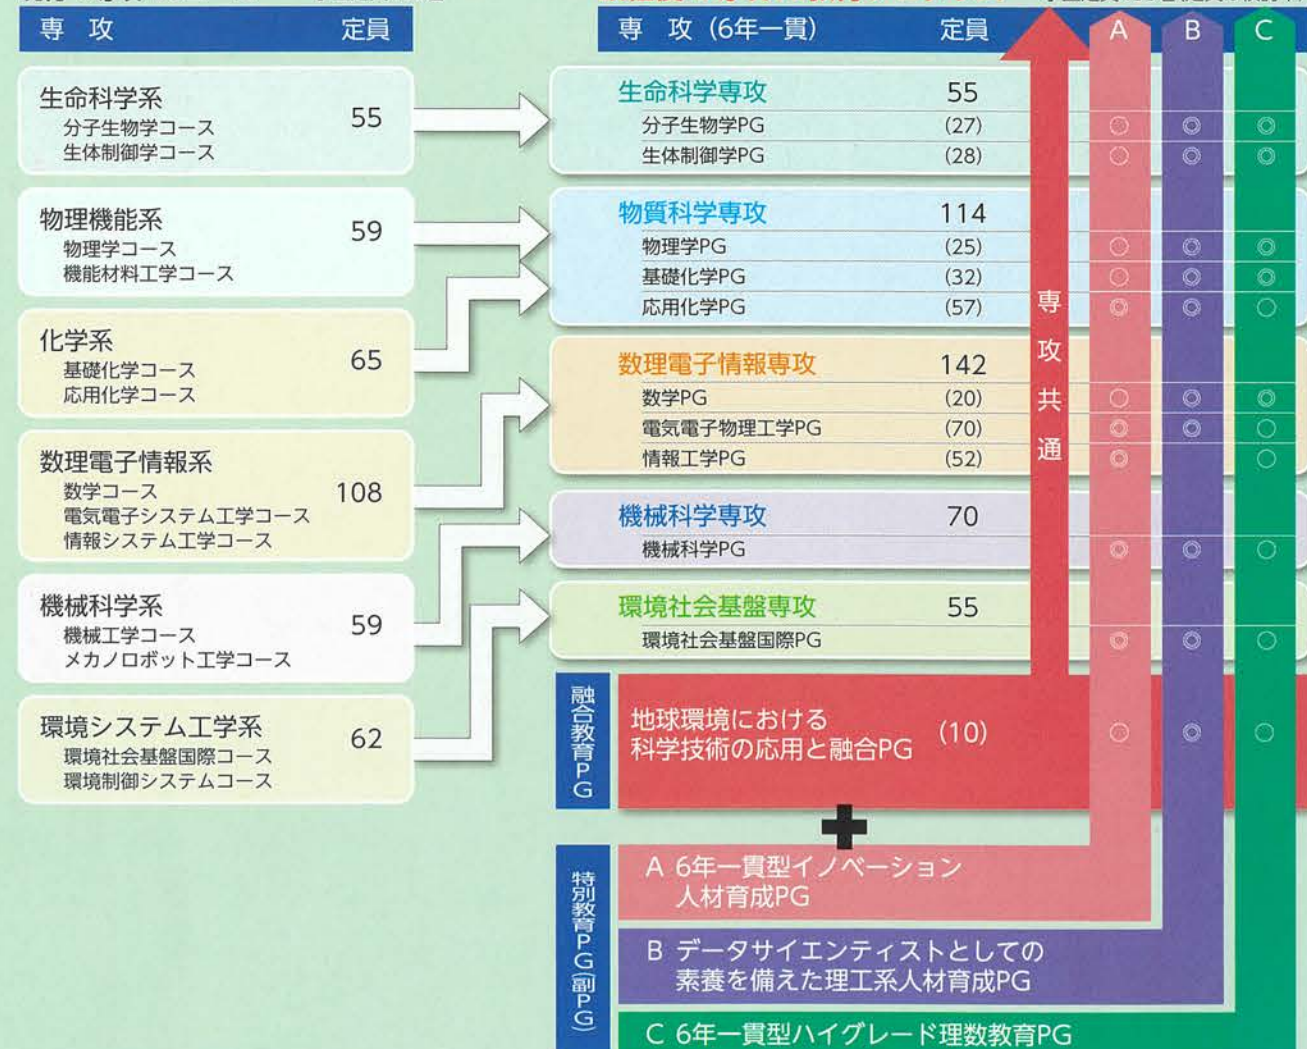 専 攻 定員
生命科学系 55
分子生物学コース
生体制御学コース
物理機能系 59
物理学コース
機能材料工学コース
化学系 65
基礎化学コース
応用化学コース
数理電子情報系 108
数学コース
電気電子システム工学コース
情報システム工学コース
機械科学系 59
機械工学コース
メカノロボット工学コース
環境システム工学系 62
環境社会基盤国際コース
環境制御システムコース
専 攻(6年一貫) 定員 A B C
生命科学専攻 55
分子生物学PG (27) ○ ◎ ◎
生体制御学PG (28) ○ ◎ ◎
物質科学専攻 114
物理学PG (25) ○ ◎ ◎
基礎化学PG (32) ○ ◎ ◎
応用化学PG (57) ◎ ◎ ○
数理電子情報専攻 142
数学PG (20) ○ ◎ ◎
電気電子物理工学PG (70) ◎ ◎ ○
情報工学PG (52) ◎ ○
機械科学専攻 70
機械科学PG ◎ ◎ ○
環境社会基盤専攻 55
環境社会基盤国際PG ◎ ◎ ○
専攻共通
融合教育PG
地球環境における
科学技術の応用と融合PG (10) ○ ◎ ○
特別教育PG(副PG)
A 6年一貫型イノベーション
人材育成PG
B データサイエンティストとしての
素養を備えた理工系人材育成PG
C 6年一貫型ハイグレード理数教育PG